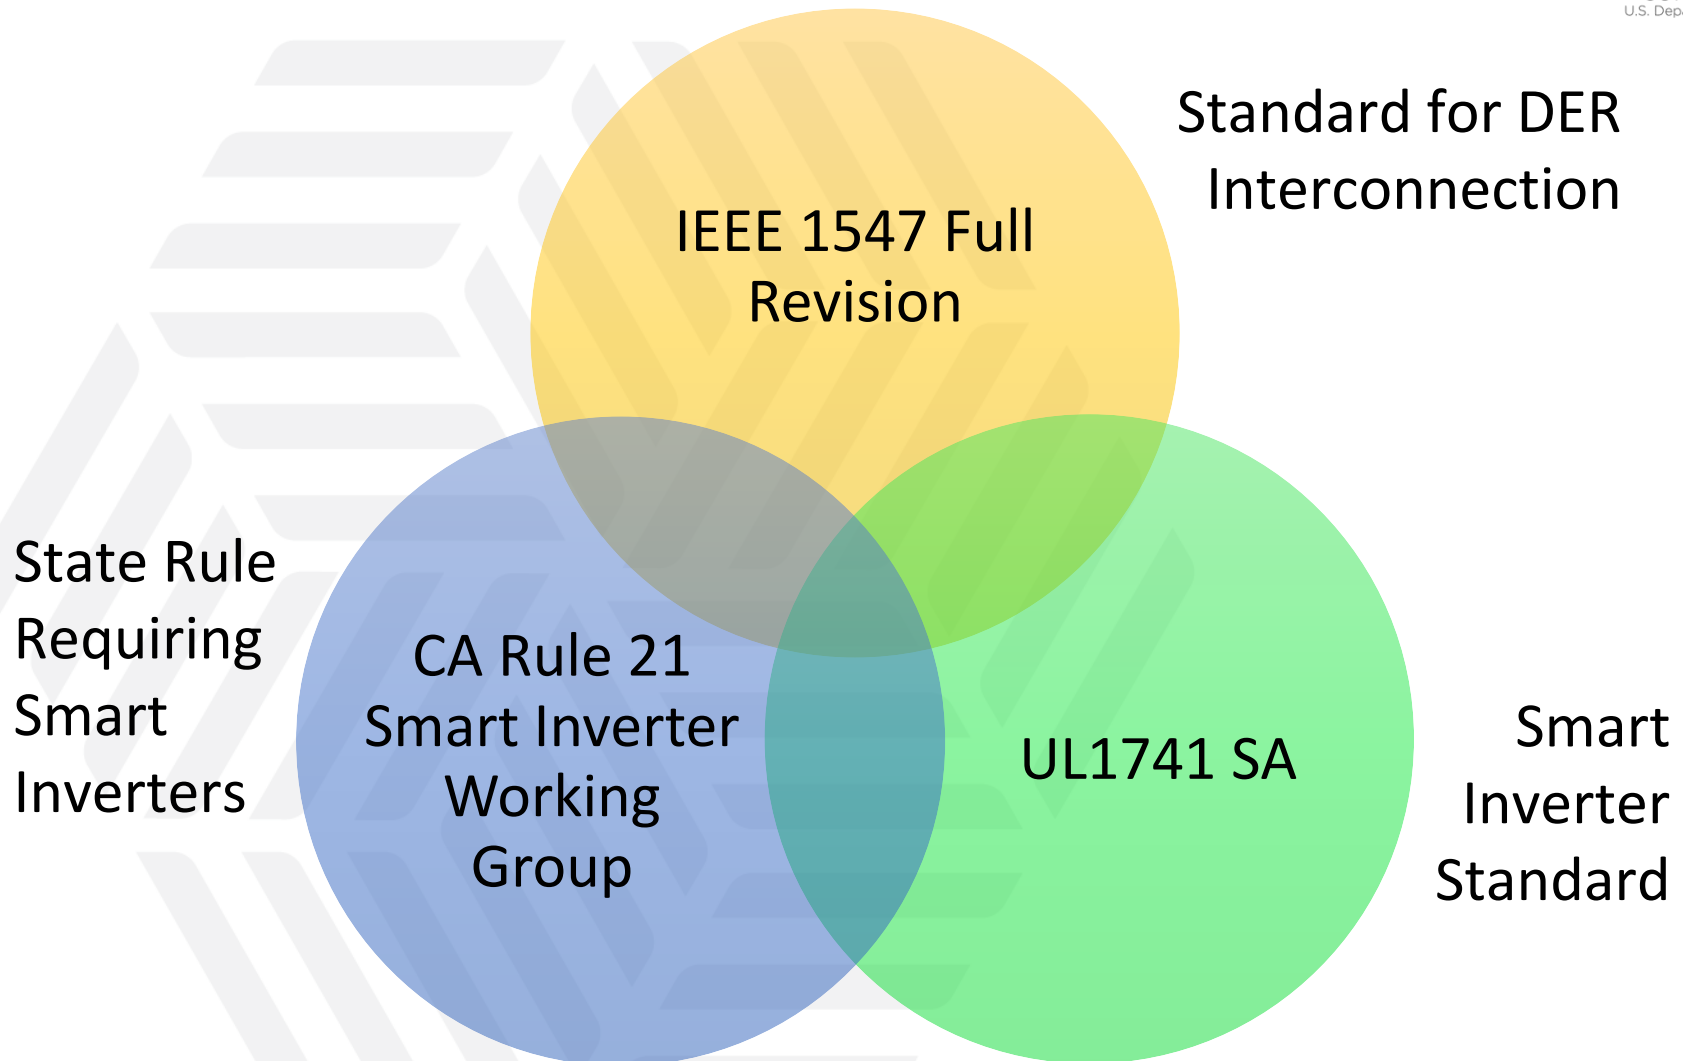 U.S. Dep
Standard for DER
Interconnection
IEEE 1547 Full
Revision
State Rule
Requiring
Smart
Inverters
CA Rule 21
Smart Inverter
Working
Group
UL1741 SA
Smart
Inverter
Standard